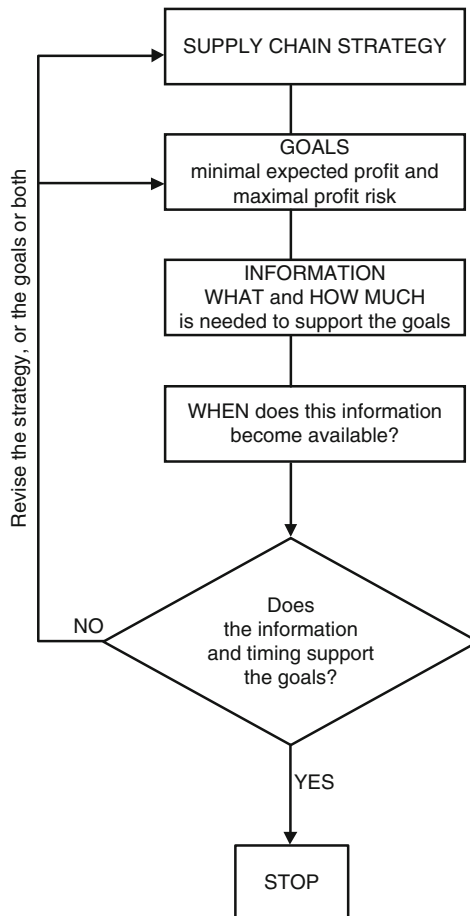 SUPPLY CHAIN STRATEGY
GOALS
minimal expected profit and
maximal profit risk
INFORMATION
WHAT and HOW MUCH
is needed to support the goals
WHEN does this information
become available?
Revise the strategy, or the goals or both
Does
the information
and timing support
the goals?
NO
YES
STOP